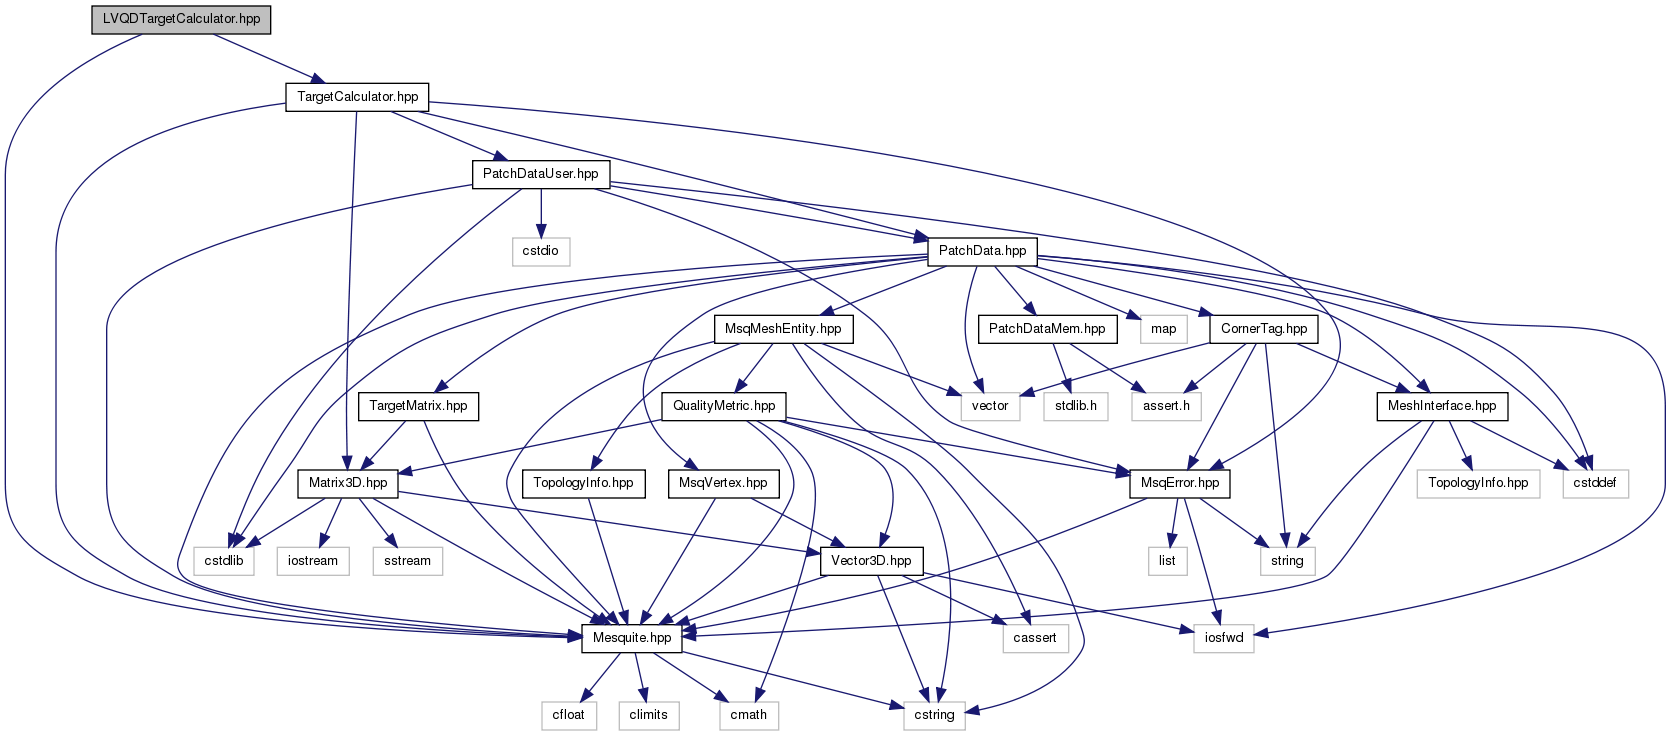 LVQDTargetCalculator.hpp
TargetCalculator.hpp
PatchDataUser.hpp
cstdio
PatchData.hpp
MsqMeshEntity.hpp
PatchDataMem.hpp
map
CornerTag.hpp
TargetMatrix.hpp
QualityMetric.hpp
vector
stdlib.h
assert.h
MeshInterface.hpp
Matrix3D.hpp
TopologyInfo.hpp
MsqVertex.hpp
MsqError.hpp
TopologyInfo.hpp
cstddef
cstdlib
iostream
sstream
Vector3D.hpp
list
string
Mesquite.hpp
cassert
iosfwd
cfloat
climits
cmath
cstring